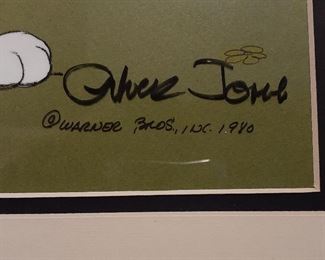 Chuck Jones
© WARNER BROS., INC. 1980